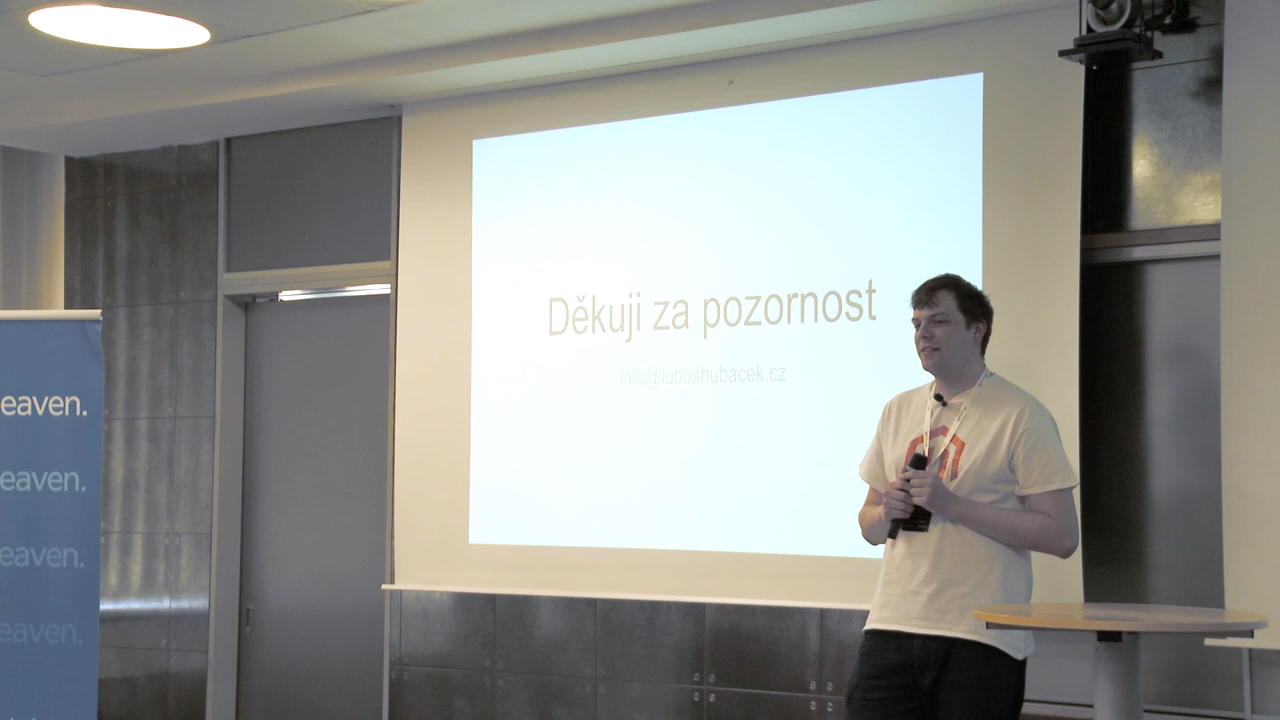 Děkuji za pozornost
info@luboshubacek.cz
eaven.
eaven.
eaven.
eaven.